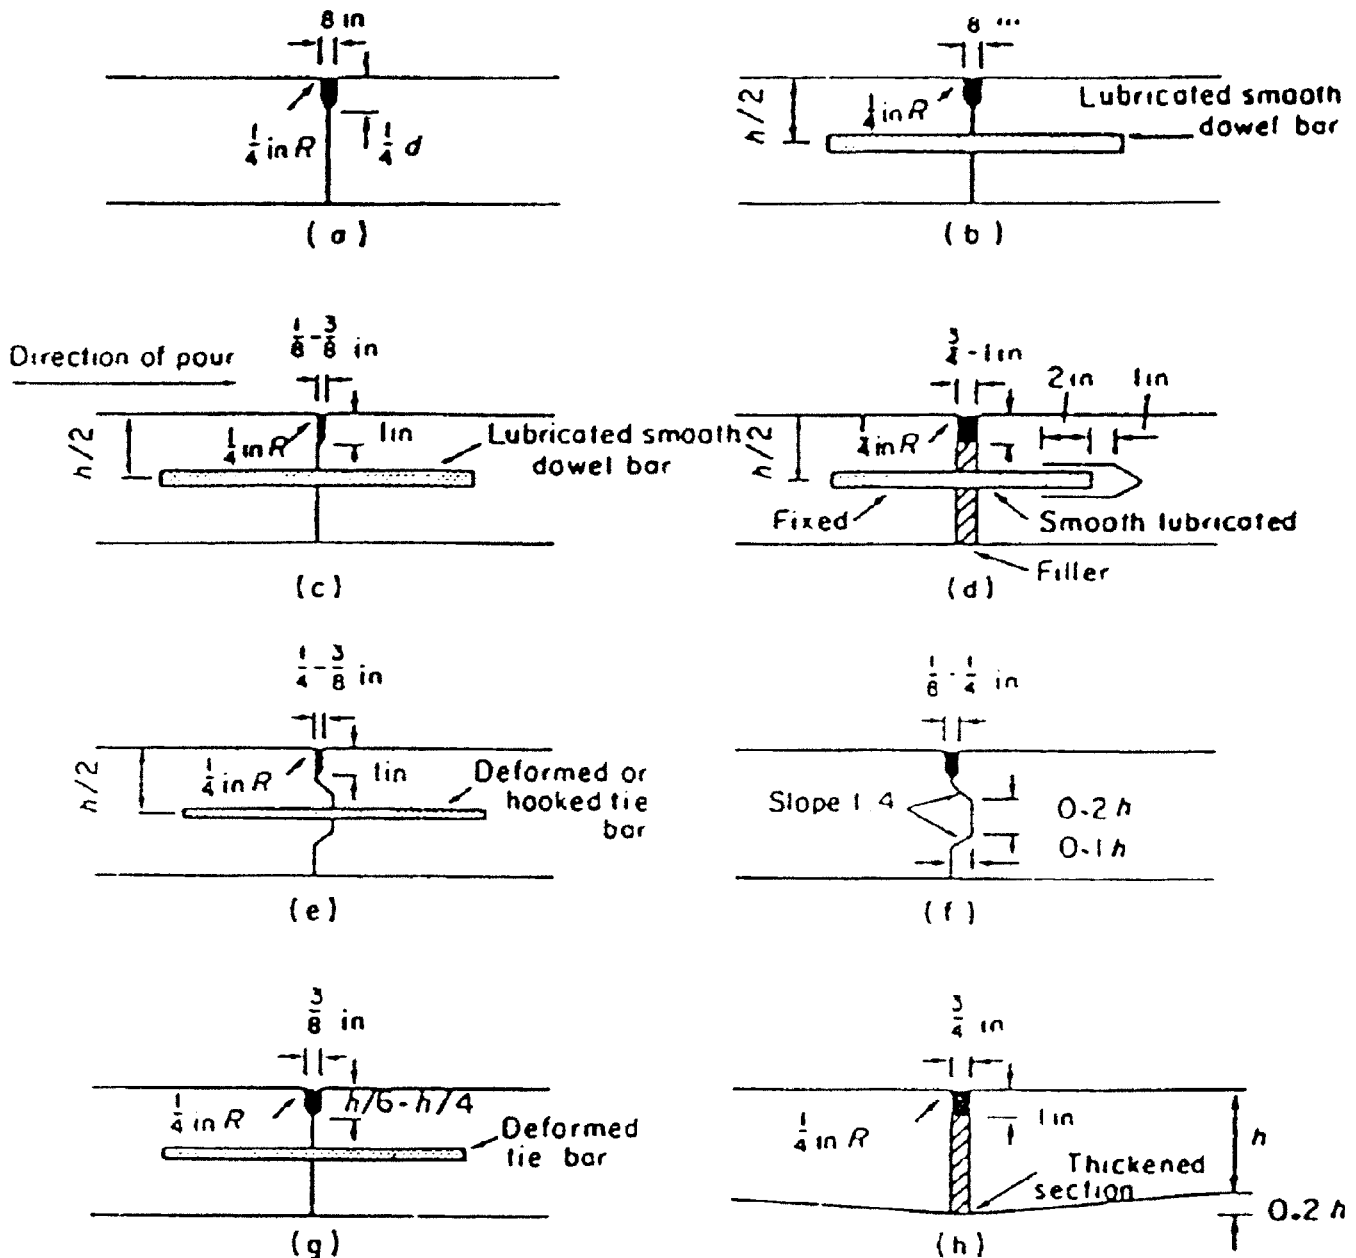 8 in
1/4 in R
1/4 d
(a)
8
h/2
1/4 in R
Lubricated smooth
dowel bar
(b)
Direction of pour
1/8 - 3/8 in
h/2
1/4 in R
1 in
Lubricated smooth
dowel bar
(c)
3/4 - 1 in
2 in
1 in
h/2
in R
Fixed
Smooth lubricated
Filler
(d)
1/4 - 3/8 in
h/2
1/4 in R
1 in
Deformed or
hooked tie
bar
(e)
1/8 - 1/4 in
Slope 1:4
0.2 h
0.1 h
(f)
3/8 in
1/4 in R
h/6 - h/4
Deformed
tie bar
(g)
3/4 in
1/4 in R
1 in
h
Thickened
section
0.2 h
(h)